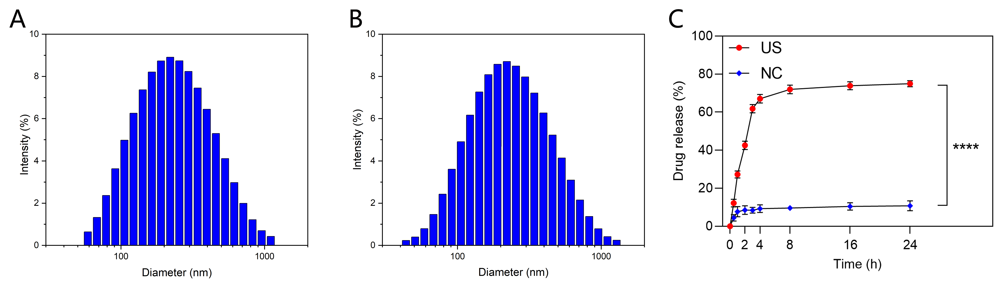 A
10
8
6
4
2
0
Intensity (%)
100
1000
Diameter (nm)
B
10
8
6
4
2
0
Intensity (%)
100
1000
Diameter (nm)
C
100
80
60
40
20
0
Drug release (%)
US
NC
****
0 2 4 8 16 24
Time (h)